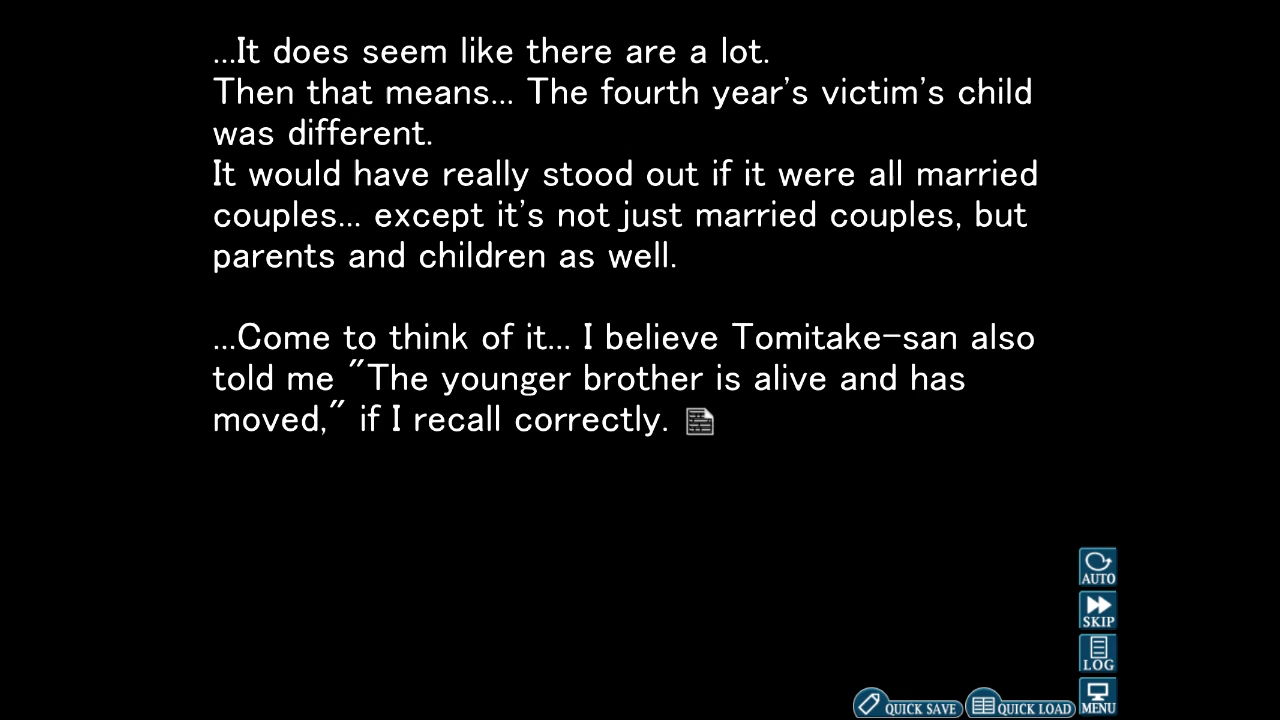 ...It does seem like there are a lot.
Then that means... The fourth year's victim's child
was different.
It would have really stood out if it were all married
couples... except it's not just married couples, but
parents and children as well.
...Come to think of it... I believe Tomitake-san also
told me "The younger brother is alive and has
moved," if I recall correctly.
AUTO
SKIP
LOG
QUICK SAVE
QUICK LOAD
MENU